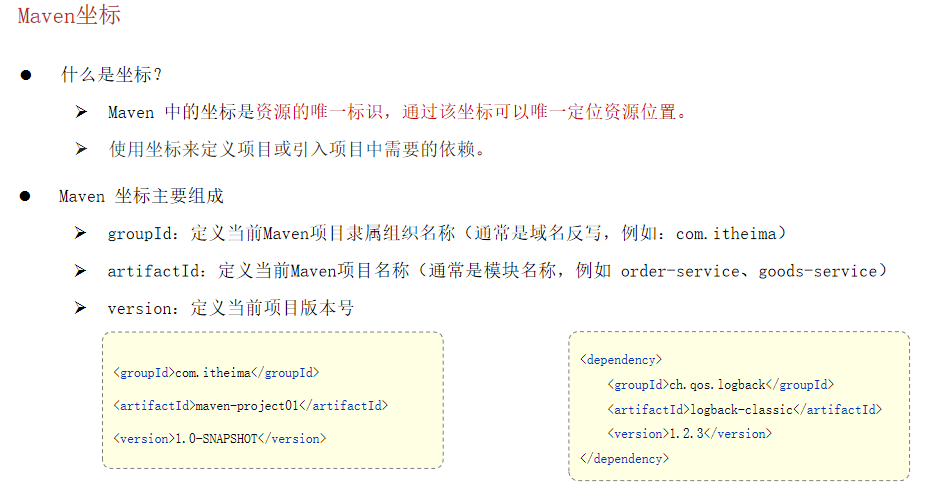 Maven坐标
什么是坐标？
Maven 中的坐标是资源的唯一标识，通过该坐标可以唯一定位资源位置。
使用坐标来定义项目或引入项目中需要的依赖。
Maven 坐标主要组成
groupId：定义当前Maven项目隶属组织名称（通常是域名反写，例如：com.itheima）
artifactId：定义当前Maven项目名称（通常是模块名称，例如 order-service、goods-service）
version：定义当前项目版本号
<groupId>com.itheima</groupId>
<artifactId>maven-project01</artifactId>
<version>1.0-SNAPSHOT</version>
<dependency>
<groupId>ch.qos.logback</groupId>
<artifactId>logback-classic</artifactId>
<version>1.2.3</version>
</dependency>